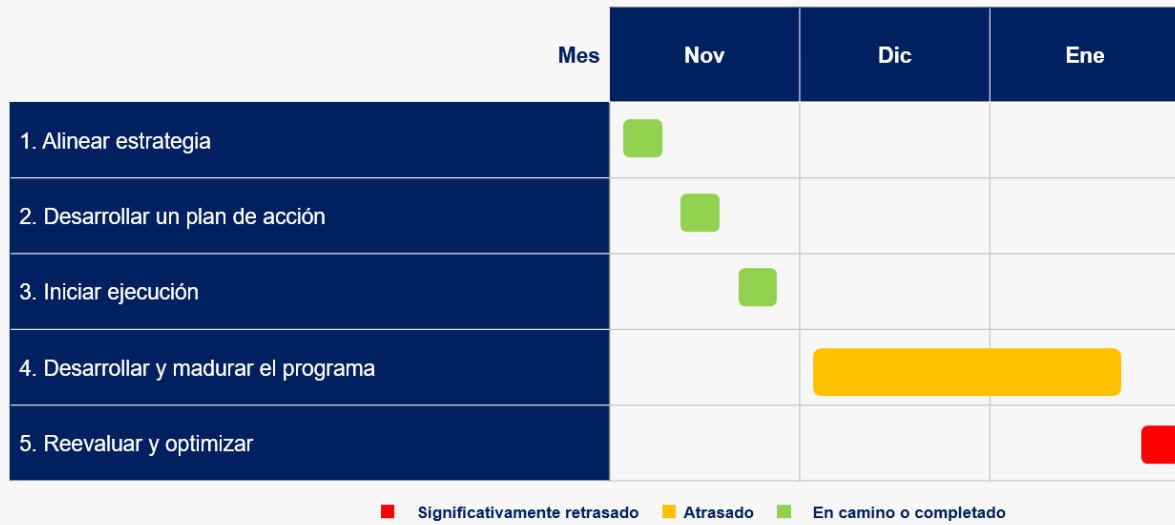 Mes Nov Dic Ene
1. Alinear estrategia
2. Desarrollar un plan de acción
3. Iniciar ejecución
4. Desarrollar y madurar el programa
5. Reevaluar y optimizar
Significativamente retrasado Atrasado En camino o completado